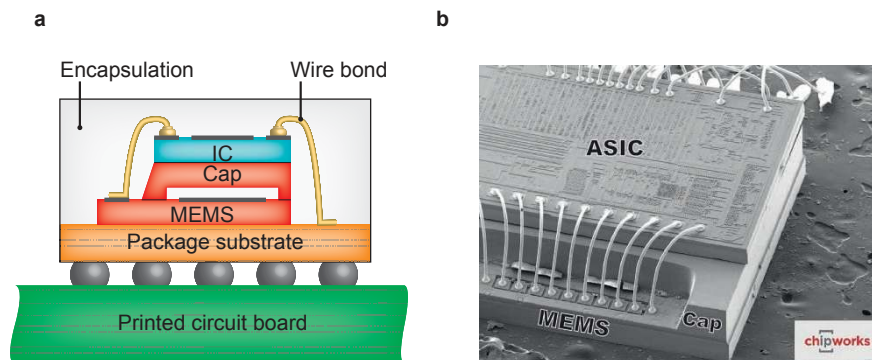 a
b
Encapsulation
Wire bond
IC
Cap
MEMS
Package substrate
Printed circuit board
ASIC
MEMS
Cap
chipworks